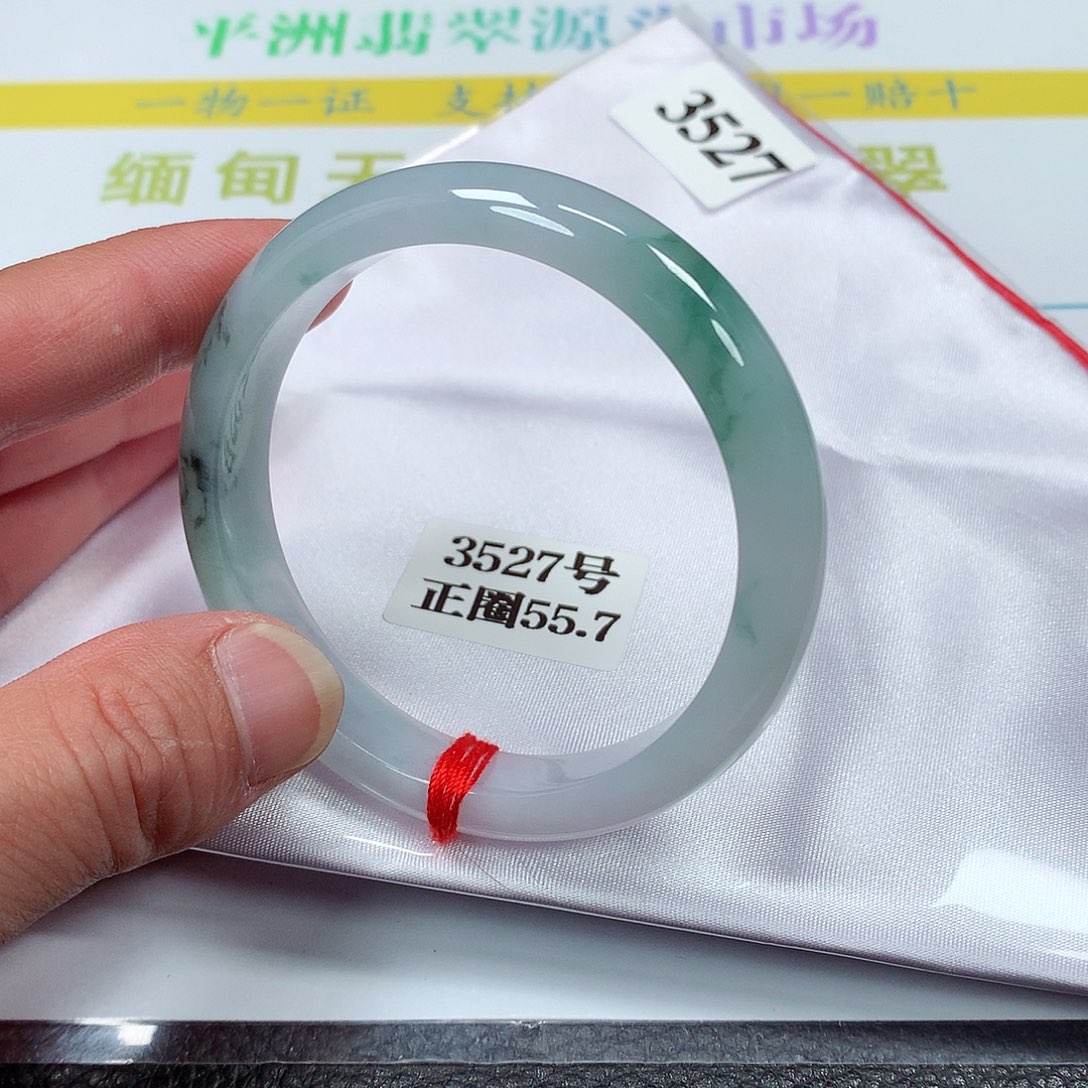 平洲翡翠源 市场
一物一证 支持 一赔十
缅甸天 翠
3527
3527号
正圈55.7